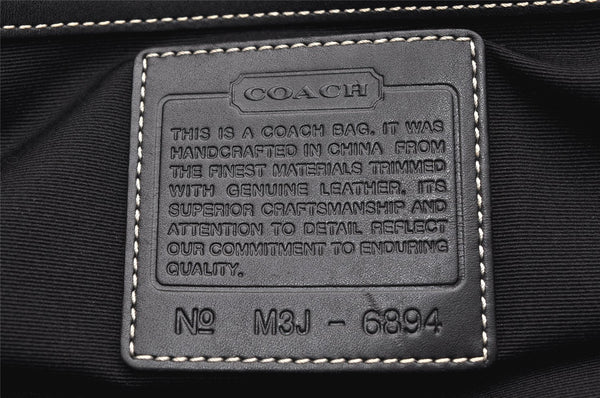 COACH
THIS IS A COACH BAG. IT WAS
HANDCRAFTED IN CHINA FROM
THE FINEST MATERIALS TRIMMED
WITH GENUINE LEATHER. ITS
SUPERIOR CRAFTSMANSHIP AND
ATTENTION TO DETAIL REFLECT
OUR COMMITMENT TO ENDURING
QUALITY.
Nº M3J - 6894